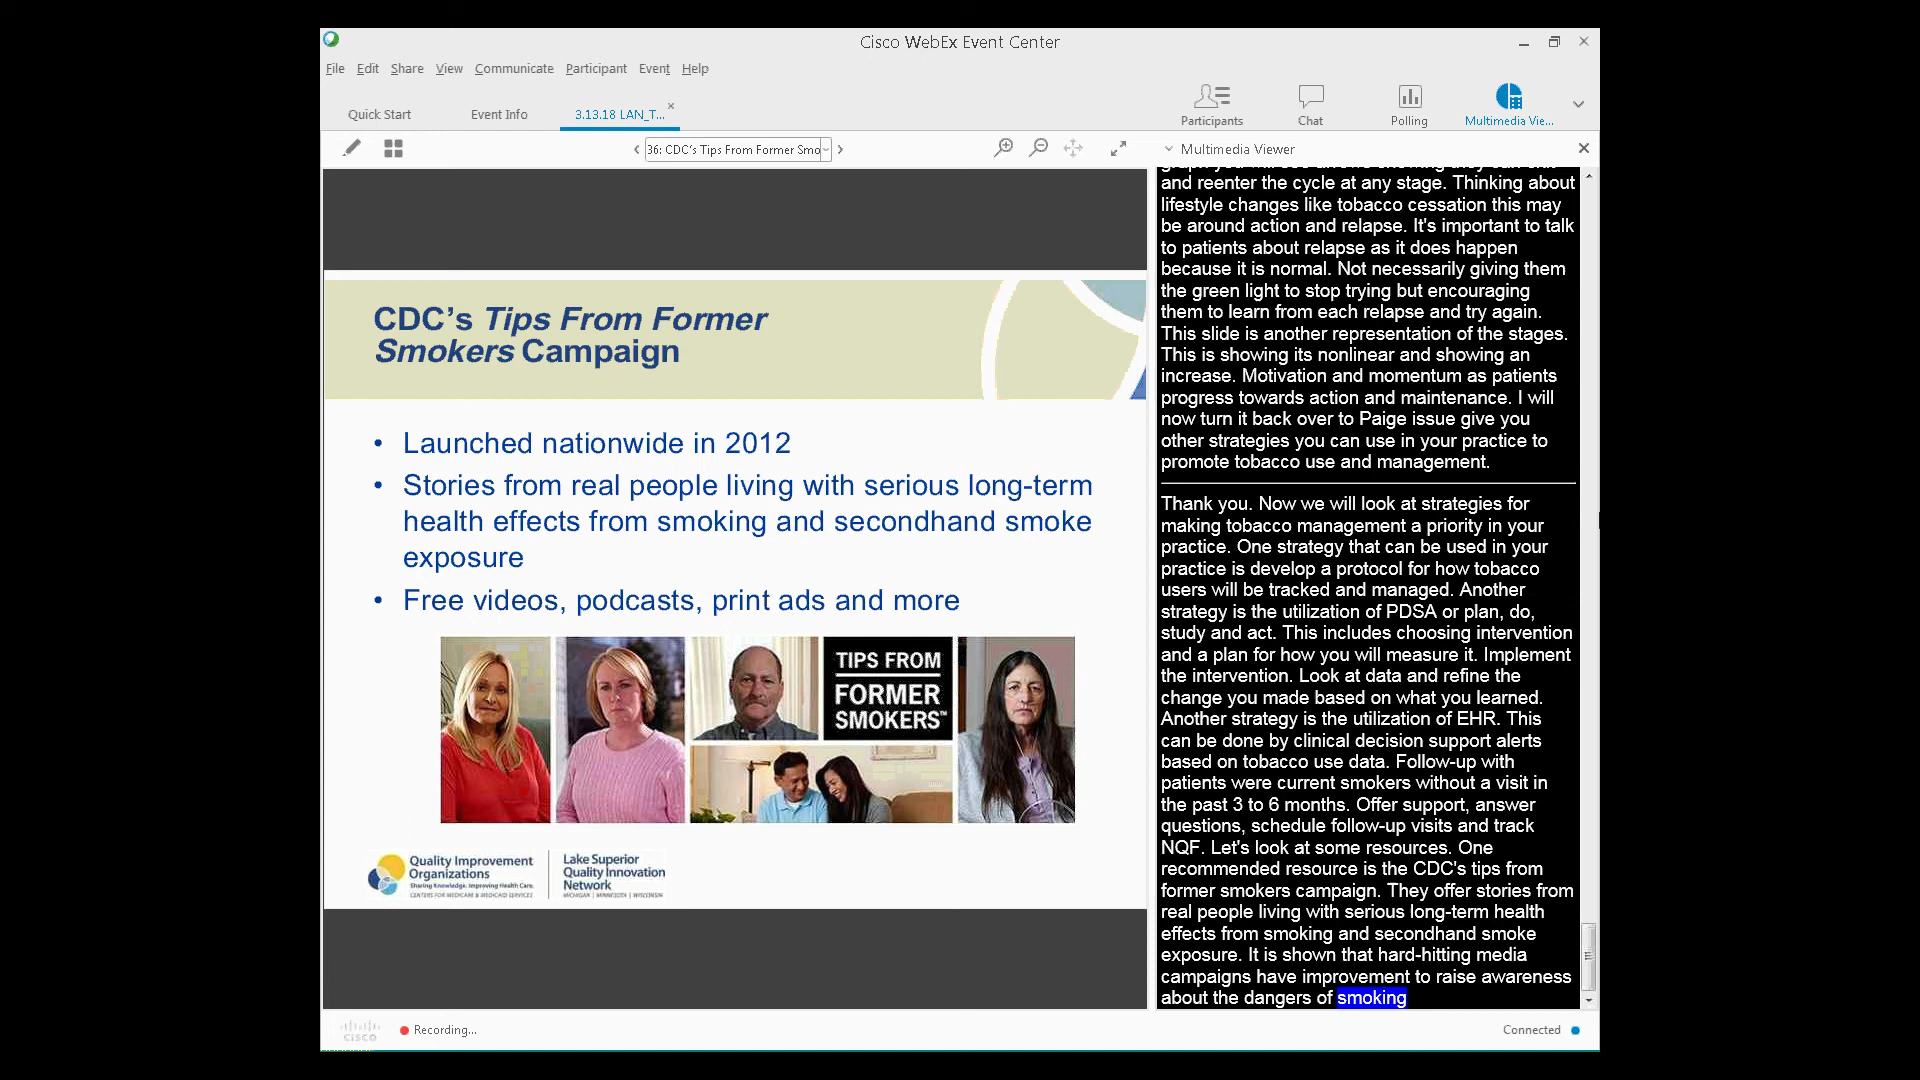 Cisco WebEx Event Center
File Edit Share View Communicate Participant Event Help
Quick Start Event Info 3.13.18 LAN_T...
Participants Chat Polling Multimedia Vie...
36: CDC's Tips From Former Smo
Multimedia Viewer
CDC's Tips From Former
Smokers Campaign
• Launched nationwide in 2012
• Stories from real people living with serious long-term
health effects from smoking and secondhand smoke
exposure
• Free videos, podcasts, print ads and more
TIPS FROM
FORMER
SMOKERS™
Quality Improvement
Organizations
Sharing Knowledge. Improving Health Care.
CENTERS FOR MEDICARE & MEDICAID SERVICES
Lake Superior
Quality Innovation
Network
MICHIGAN | MINNESOTA | WISCONSIN
and reenter the cycle at any stage. Thinking about
lifestyle changes like tobacco cessation this may
be around action and relapse. It's important to talk
to patients about relapse as it does happen
because it is normal. Not necessarily giving them
the green light to stop trying but encouraging
them to learn from each relapse and try again.
This slide is another representation of the stages.
This is showing its nonlinear and showing an
increase. Motivation and momentum as patients
progress towards action and maintenance. I will
now turn it back over to Paige issue give you
other strategies you can use in your practice to
promote tobacco use and management.
Thank you. Now we will look at strategies for
making tobacco management a priority in your
practice. One strategy that can be used in your
practice is develop a protocol for how tobacco
users will be tracked and managed. Another
strategy is the utilization of PDSA or plan, do,
study and act. This includes choosing intervention
and a plan for how you will measure it. Implement
the intervention. Look at data and refine the
change you made based on what you learned.
Another strategy is the utilization of EHR. This
can be done by clinical decision support alerts
based on tobacco use data. Follow-up with
patients were current smokers without a visit in
the past 3 to 6 months. Offer support, answer
questions, schedule follow-up visits and track
NQF. Let's look at some resources. One
recommended resource is the CDC's tips from
former smokers campaign. They offer stories from
real people living with serious long-term health
effects from smoking and secondhand smoke
exposure. It is shown that hard-hitting media
campaigns have improvement to raise awareness
about the dangers of smoking
cisco
Recording...
Connected